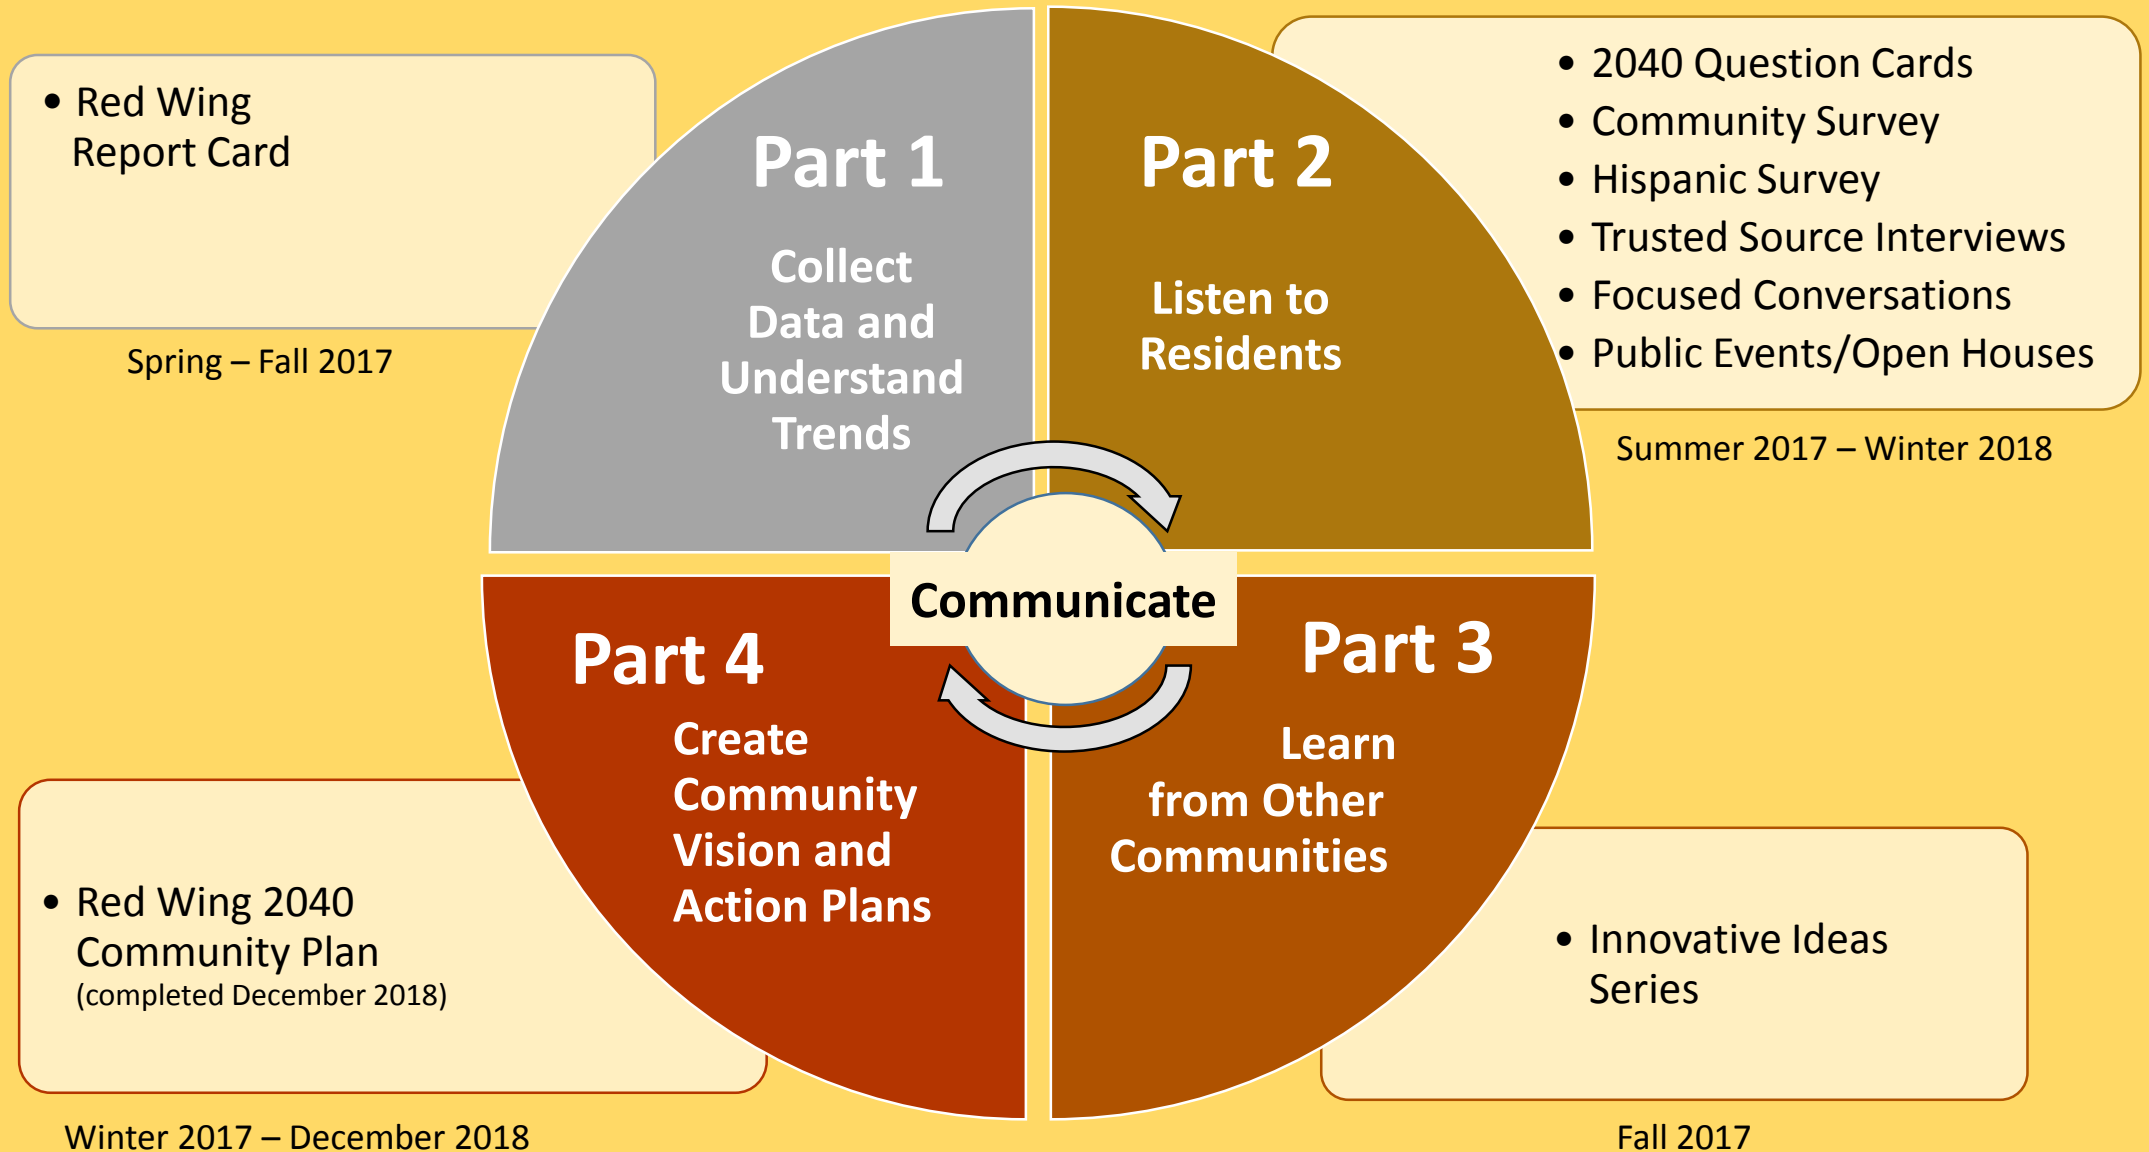 • Red Wing
Report Card
Spring – Fall 2017
Part 1
Collect
Data and
Understand
Trends
Part 2
Listen to
Residents
• 2040 Question Cards
• Community Survey
• Hispanic Survey
• Trusted Source Interviews
• Focused Conversations
• Public Events/Open Houses
Summer 2017 – Winter 2018
Communicate
Part 3
Learn
from Other
Communities
• Innovative Ideas
Series
Fall 2017
Part 4
Create
Community
Vision and
Action Plans
• Red Wing 2040
Community Plan
(completed December 2018)
Winter 2017 – December 2018